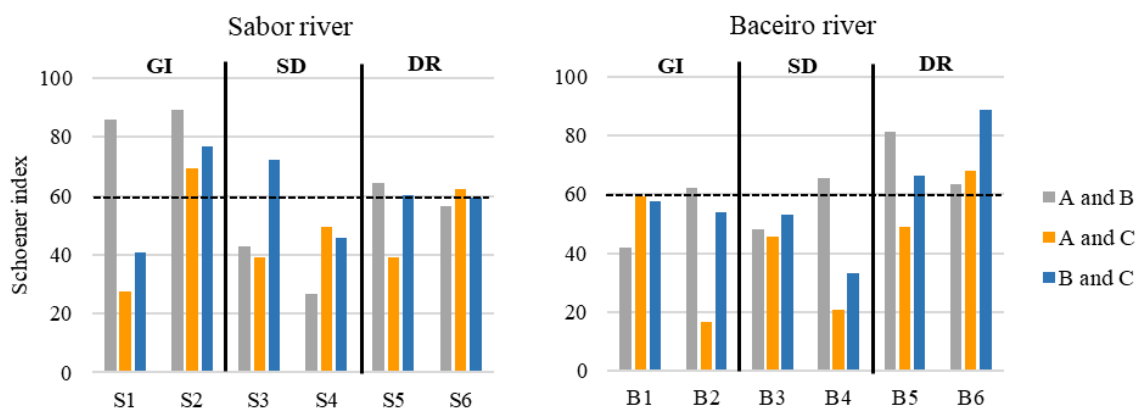 Sabor river
GI SD DR
100
80
60
40
20
0
Schoener index
S1 S2 S3 S4 S5 S6
Baceiro river
GI SD DR
100
80
60
40
20
0
B1 B2 B3 B4 B5 B6
A and B
A and C
B and C